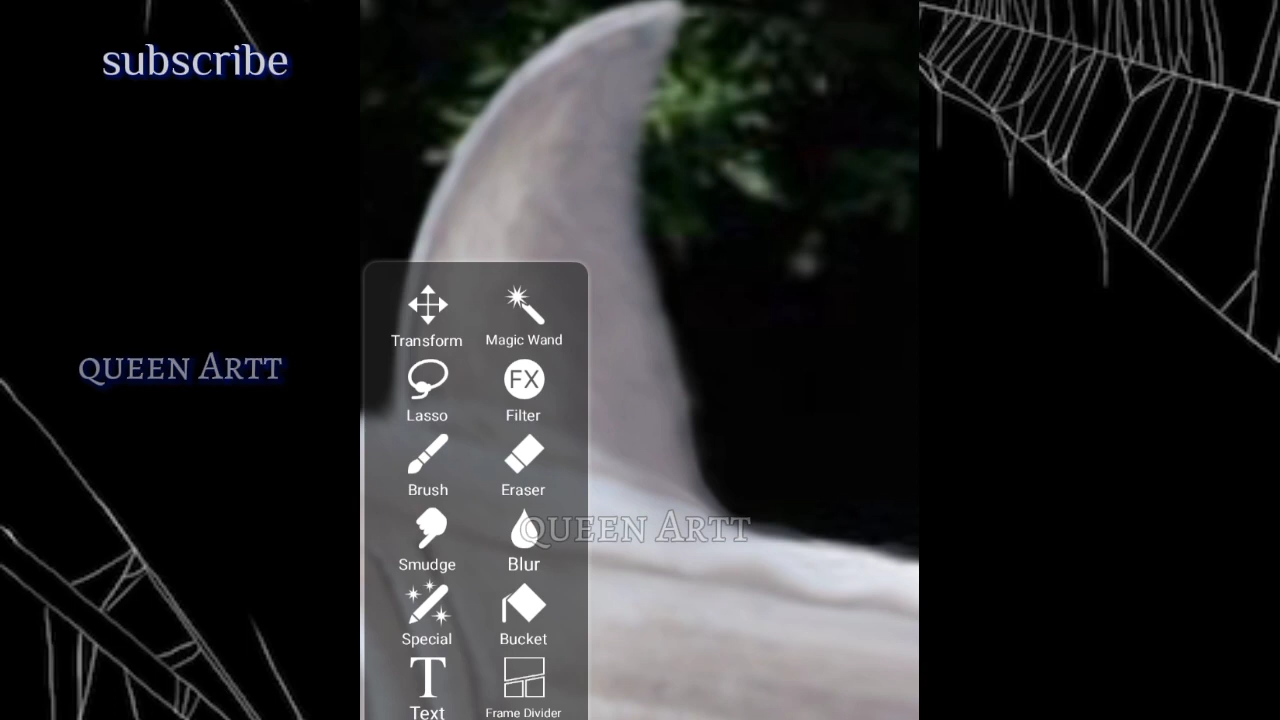 subscribe
QUEEN ARTT
Transform
Magic Wand
Lasso
FX
Filter
Brush
Eraser
QUEEN ARTT
Smudge
Blur
Special
Bucket
T
Text
Frame Divider